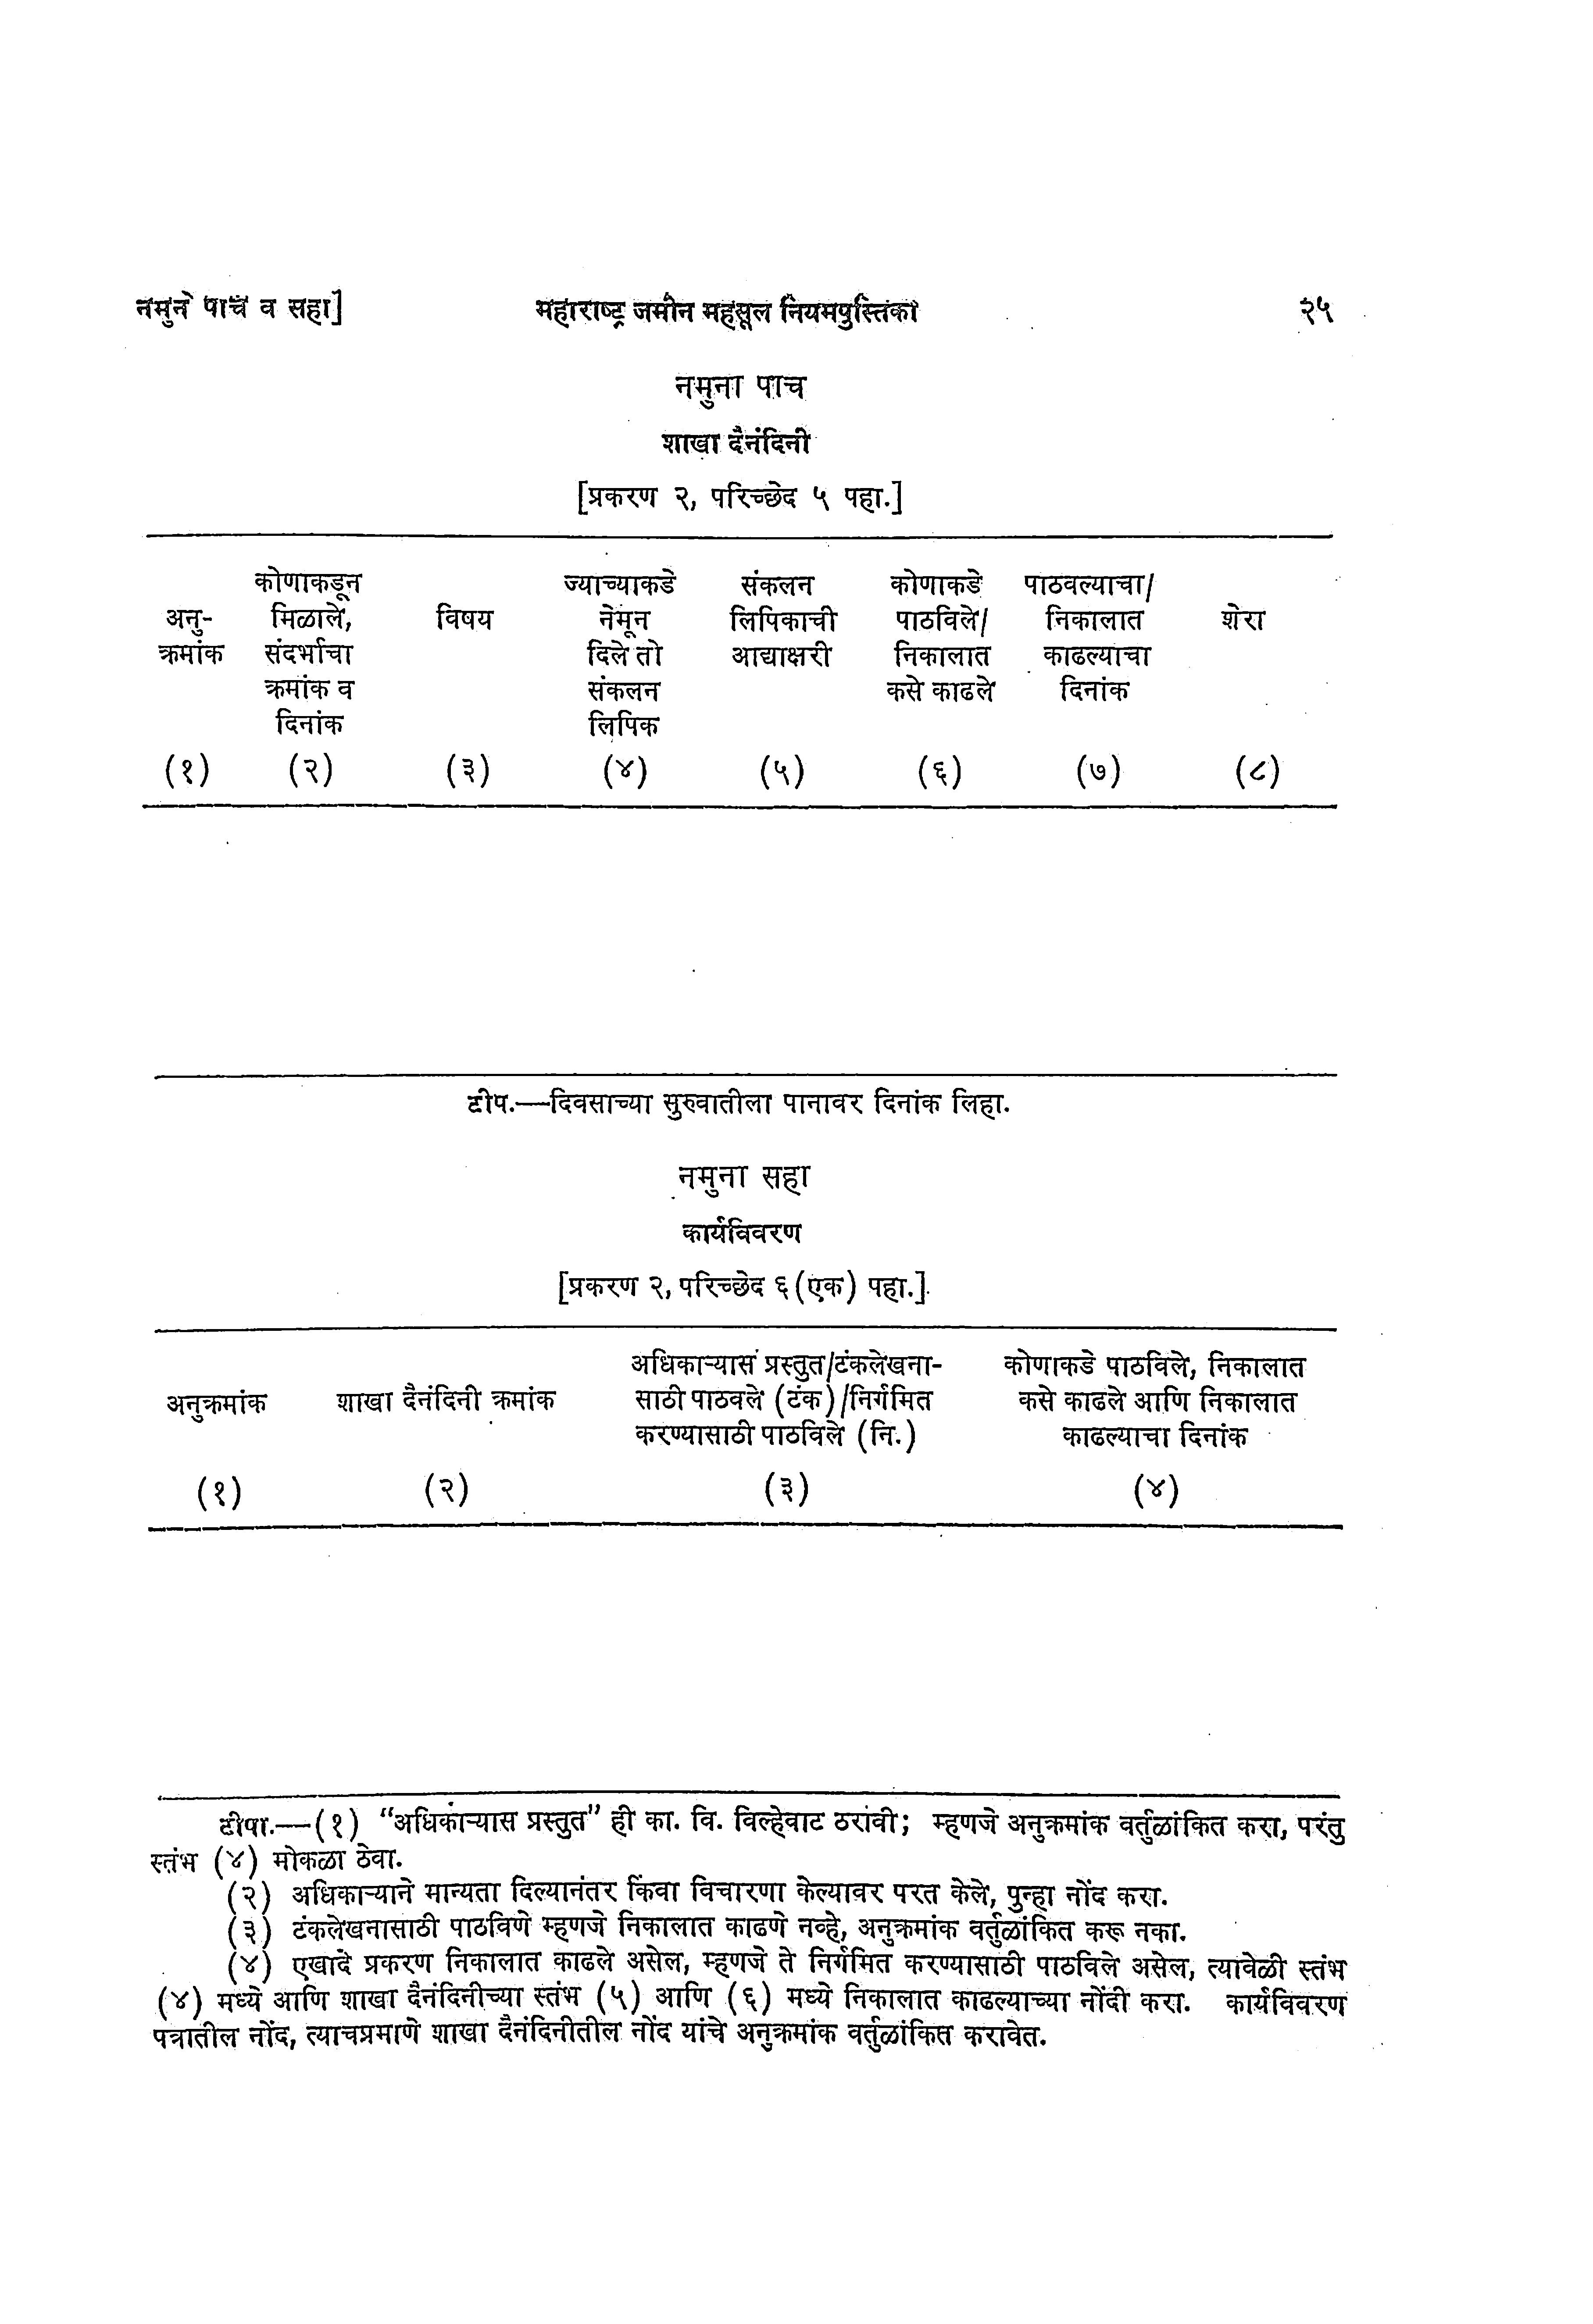 नमुने पाच व सहा] महाराष्ट्र जमीन महसूल नियमपुस्तिका २५
नमुना पाच
शाखा दैनंदिनी
[प्रकरण २, परिच्छेद ५ पहा.]
कोणाकडून ज्याच्याकडे संकलन कोणाकडे पाठवल्याचा/
अनु- मिळाले, विषय नेमून लिपिकाची पाठविले/ निकालात शेरा
क्रमांक संदर्भाचा दिले तो आद्याक्षरी निकालात काढल्याचा
क्रमांक व संकलन कसे काढले दिनांक
दिनांक लिपिक
(१) (२) (३) (४) (५) (६) (७) (८)
टीप.—दिवसाच्या सुरुवातीला पानावर दिनांक लिहा.
नमुना सहा
कार्यविवरण
[प्रकरण २, परिच्छेद ६(एक) पहा.]
अधिकाऱ्यास प्रस्तुत/टंकलेखना- कोणाकडे पाठविले, निकालात
अनुक्रमांक शाखा दैनंदिनी क्रमांक साठी पाठवले (टंक)/निर्गमित कसे काढले आणि निकालात
करण्यासाठी पाठविले (नि.) काढल्याचा दिनांक
(१) (२) (३) (४)
टीपा.—(१) “अधिकाऱ्यास प्रस्तुत” ही का. वि. विल्हेवाट ठरावी; म्हणजे अनुक्रमांक वर्तुळांकित करा, परंतु
स्तंभ (४) मोकळा ठेवा.
(२) अधिकाऱ्याने मान्यता दिल्यानंतर किंवा विचारणा केल्यावर परत केले, पुन्हा नोंद करा.
(३) टंकलेखनासाठी पाठविणे म्हणजे निकालात काढणे नव्हे, अनुक्रमांक वर्तुळांकित करू नका.
(४) एखादे प्रकरण निकालात काढले असेल, म्हणजे ते निर्गमित करण्यासाठी पाठविले असेल, त्यावेळी स्तंभ
(४) मध्ये आणि शाखा दैनंदिनीच्या स्तंभ (५) आणि (६) मध्ये निकालात काढल्याच्या नोंदी करा. कार्यविवरण
पत्रातील नोंद, त्याचप्रमाणे शाखा दैनंदिनीतील नोंद यांचे अनुक्रमांक वर्तुळांकित करावेत.